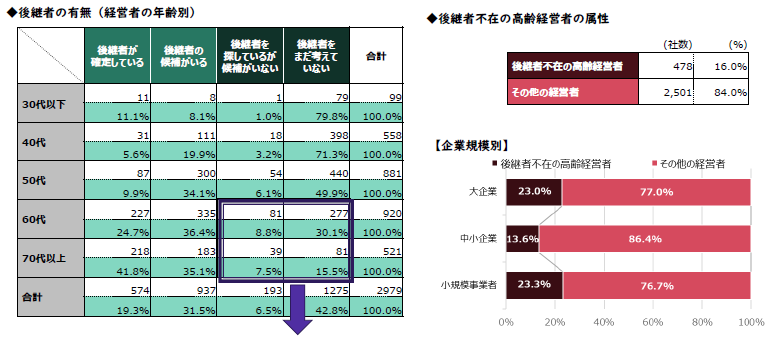 ◆後継者の有無（経営者の年齢別）
後継者が確定している 後継者の候補がいる 後継者を探しているが候補がいない 後継者をまだ考えていない 合計
30代以下 11 8 1 79 99
11.1% 8.1% 1.0% 79.8% 100.0%
40代 31 111 18 398 558
5.6% 19.9% 3.2% 71.3% 100.0%
50代 87 300 54 440 881
9.9% 34.1% 6.1% 49.9% 100.0%
60代 227 335 81 277 920
24.7% 36.4% 8.8% 30.1% 100.0%
70代以上 218 183 39 81 521
41.8% 35.1% 7.5% 15.5% 100.0%
合計 574 937 193 1275 2979
19.3% 31.5% 6.5% 42.8% 100.0%
◆後継者不在の高齢経営者の属性
(社数) (%)
後継者不在の高齢経営者 478 16.0%
その他の経営者 2,501 84.0%
【企業規模別】
■後継者不在の高齢経営者 ■その他の経営者
大企業 23.0% 77.0%
中小企業 13.6% 86.4%
小規模事業者 23.3% 76.7%
0% 20% 40% 60% 80% 100%